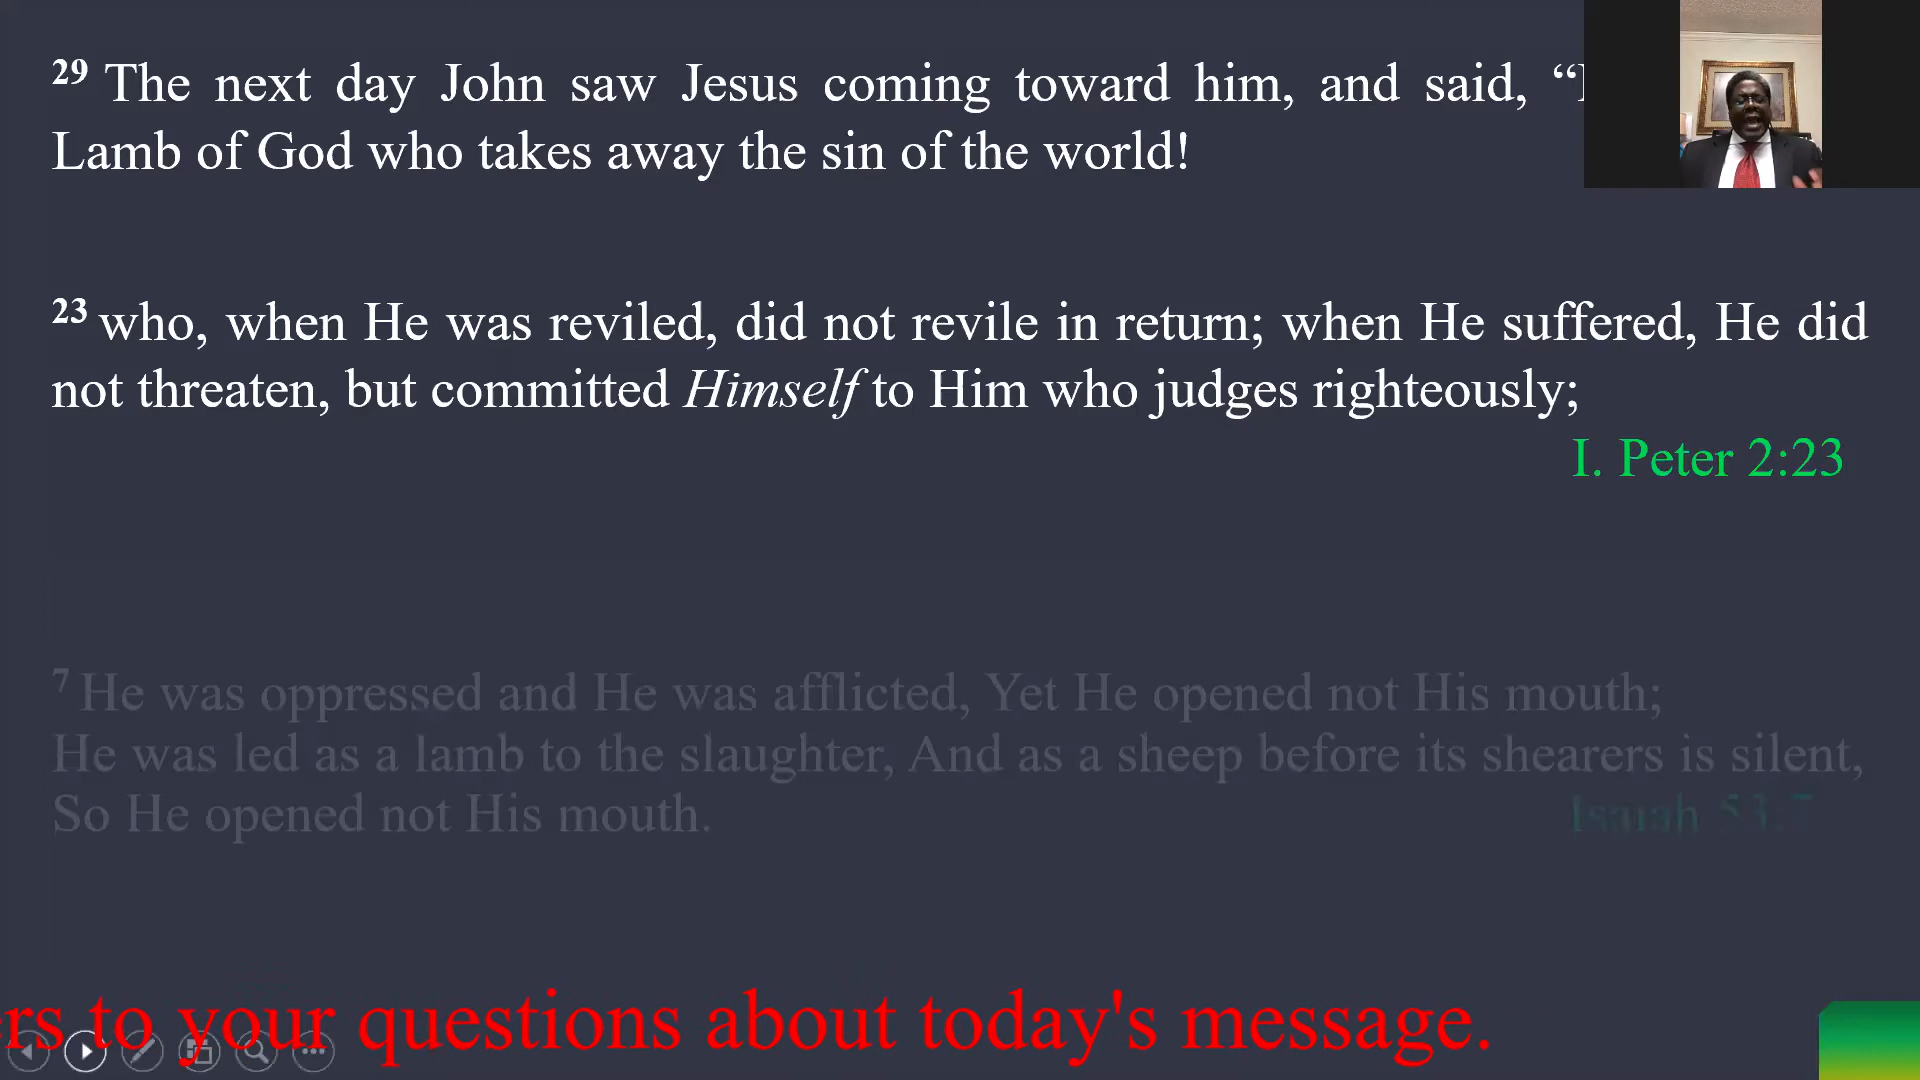 29 The next day John saw Jesus coming toward him, and said, “
Lamb of God who takes away the sin of the world!
23 who, when He was reviled, did not revile in return; when He suffered, He did
not threaten, but committed Himself to Him who judges righteously;
I. Peter 2:23
7 He was oppressed and He was afflicted, Yet He opened not His mouth;
He was led as a lamb to the slaughter, And as a sheep before its shearers is silent,
So He opened not His mouth.
Isaiah 53:7
to your questions about today's message.